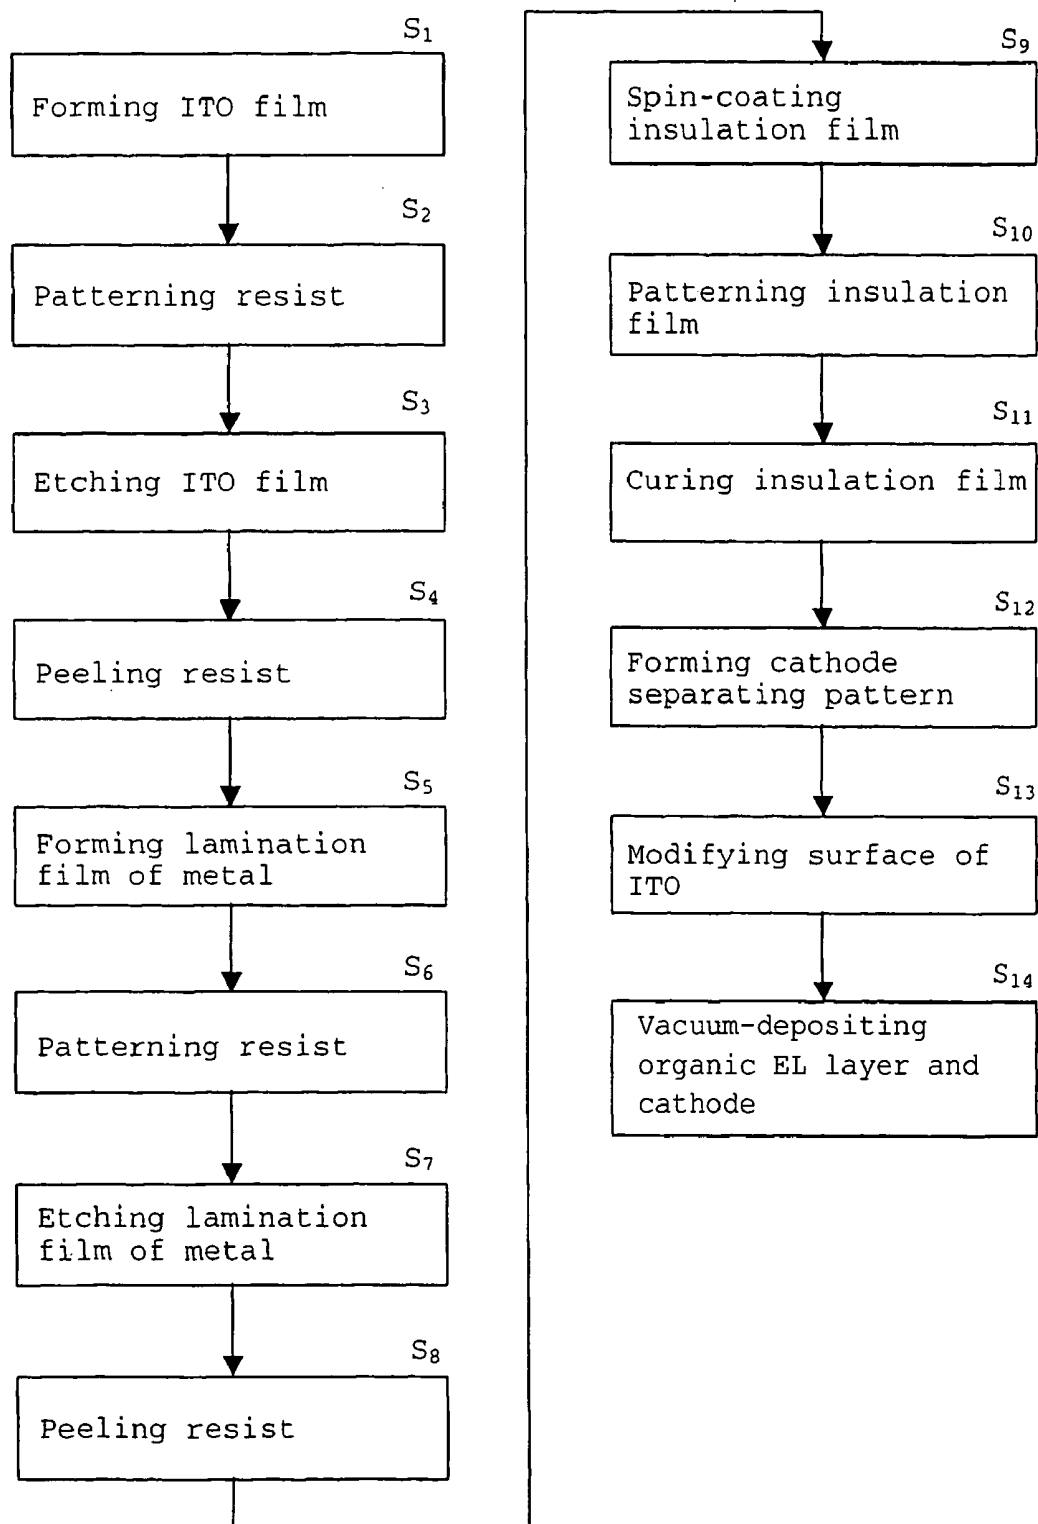 S1
Forming ITO film
S2
Patterning resist
S3
Etching ITO film
S4
Peeling resist
S5
Forming lamination
film of metal
S6
Patterning resist
S7
Etching lamination
film of metal
S8
Peeling resist
S9
Spin-coating
insulation film
S10
Patterning insulation
film
S11
Curing insulation film
S12
Forming cathode
separating pattern
S13
Modifying surface of
ITO
S14
Vacuum-depositing
organic EL layer and
cathode